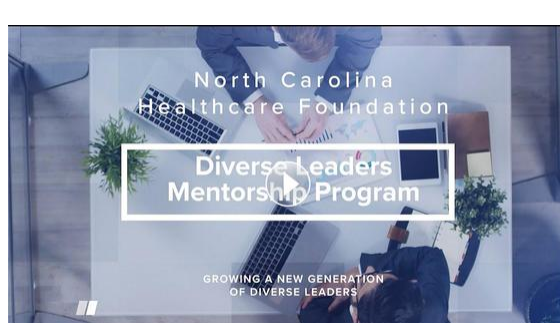 North Carolina
Healthcare Foundation
Diverse Leaders
Mentorship Program
GROWING A NEW GENERATION
OF DIVERSE LEADERS